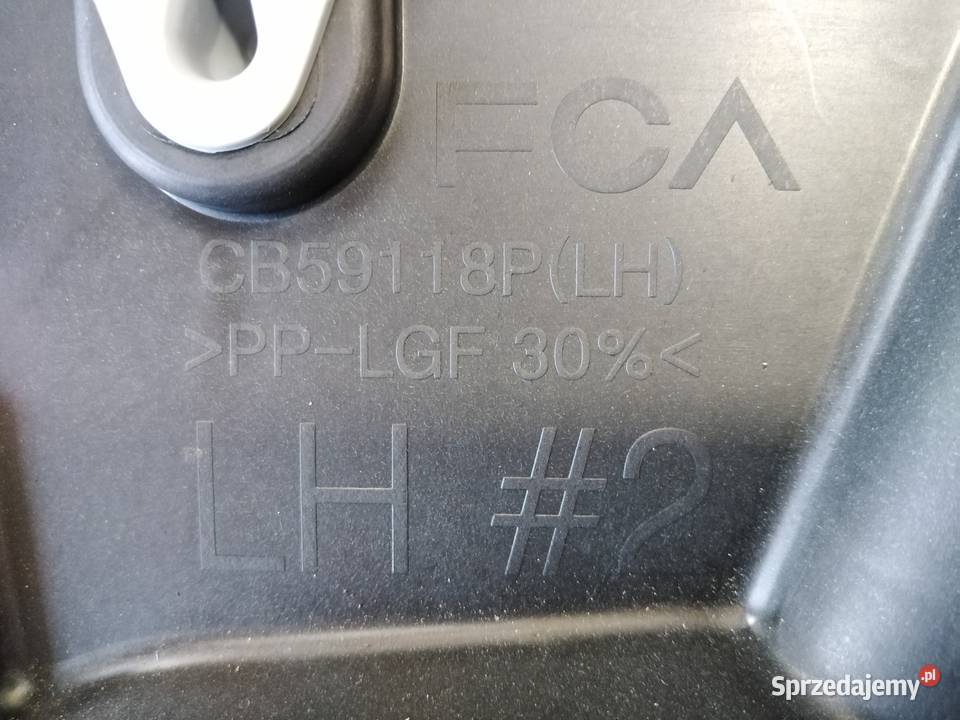 FCA
CB59118P(LH)
>PP-LGF 30%<
LH #2
Sprzedajemy.pl